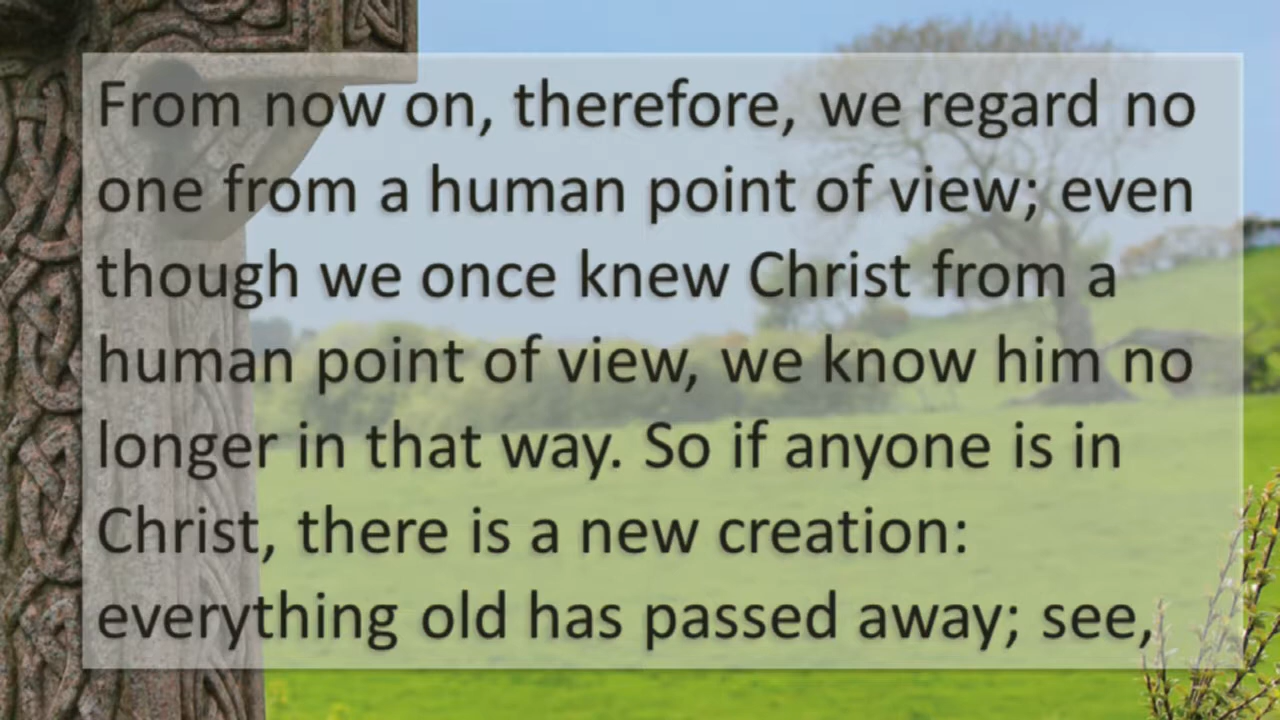 From now on, therefore, we regard no
one from a human point of view; even
though we once knew Christ from a
human point of view, we know him no
longer in that way. So if anyone is in
Christ, there is a new creation:
everything old has passed away; see,